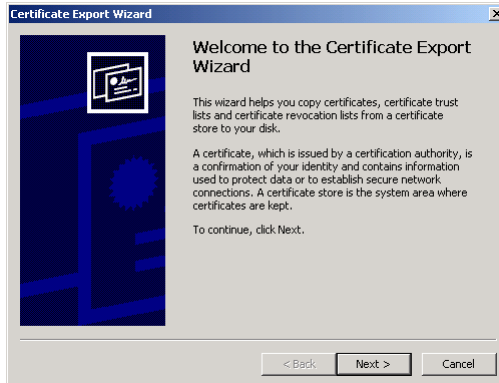 Certificate Export Wizard
Welcome to the Certificate Export
Wizard
This wizard helps you copy certificates, certificate trust
lists and certificate revocation lists from a certificate
store to your disk.
A certificate, which is issued by a certification authority, is
a confirmation of your identity and contains information
used to protect data or to establish secure network
connections. A certificate store is the system area where
certificates are kept.
To continue, click Next.
< Back Next > Cancel